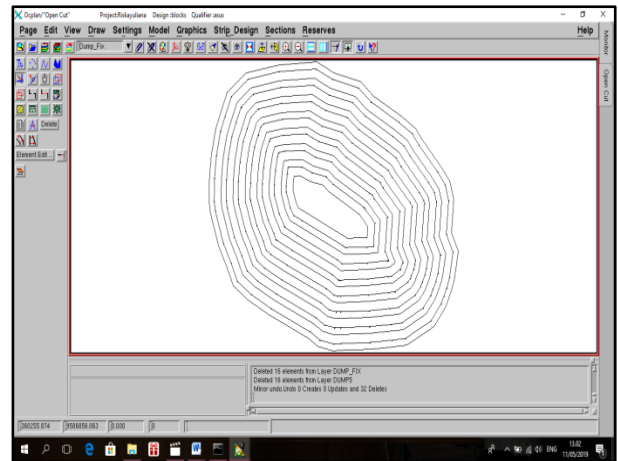 Ocplan/"Open Cut" Project:Riskayuliana Design:blocks Qualifier:asus
Page Edit View Draw Settings Model Graphics Strip_Design Sections Reserves Help
Dump_Fix
Monitor
Open Cut
Delete
Element Edit ...
Deleted 16 elements from Layer DUMP_FIX
Deleted 16 elements from Layer DUMPS
Minor undo:Undo 0 Creates 0 Updates and 32 Deletes
360255.874 9586656.063 0.000
ENG 13.02
11/05/2019